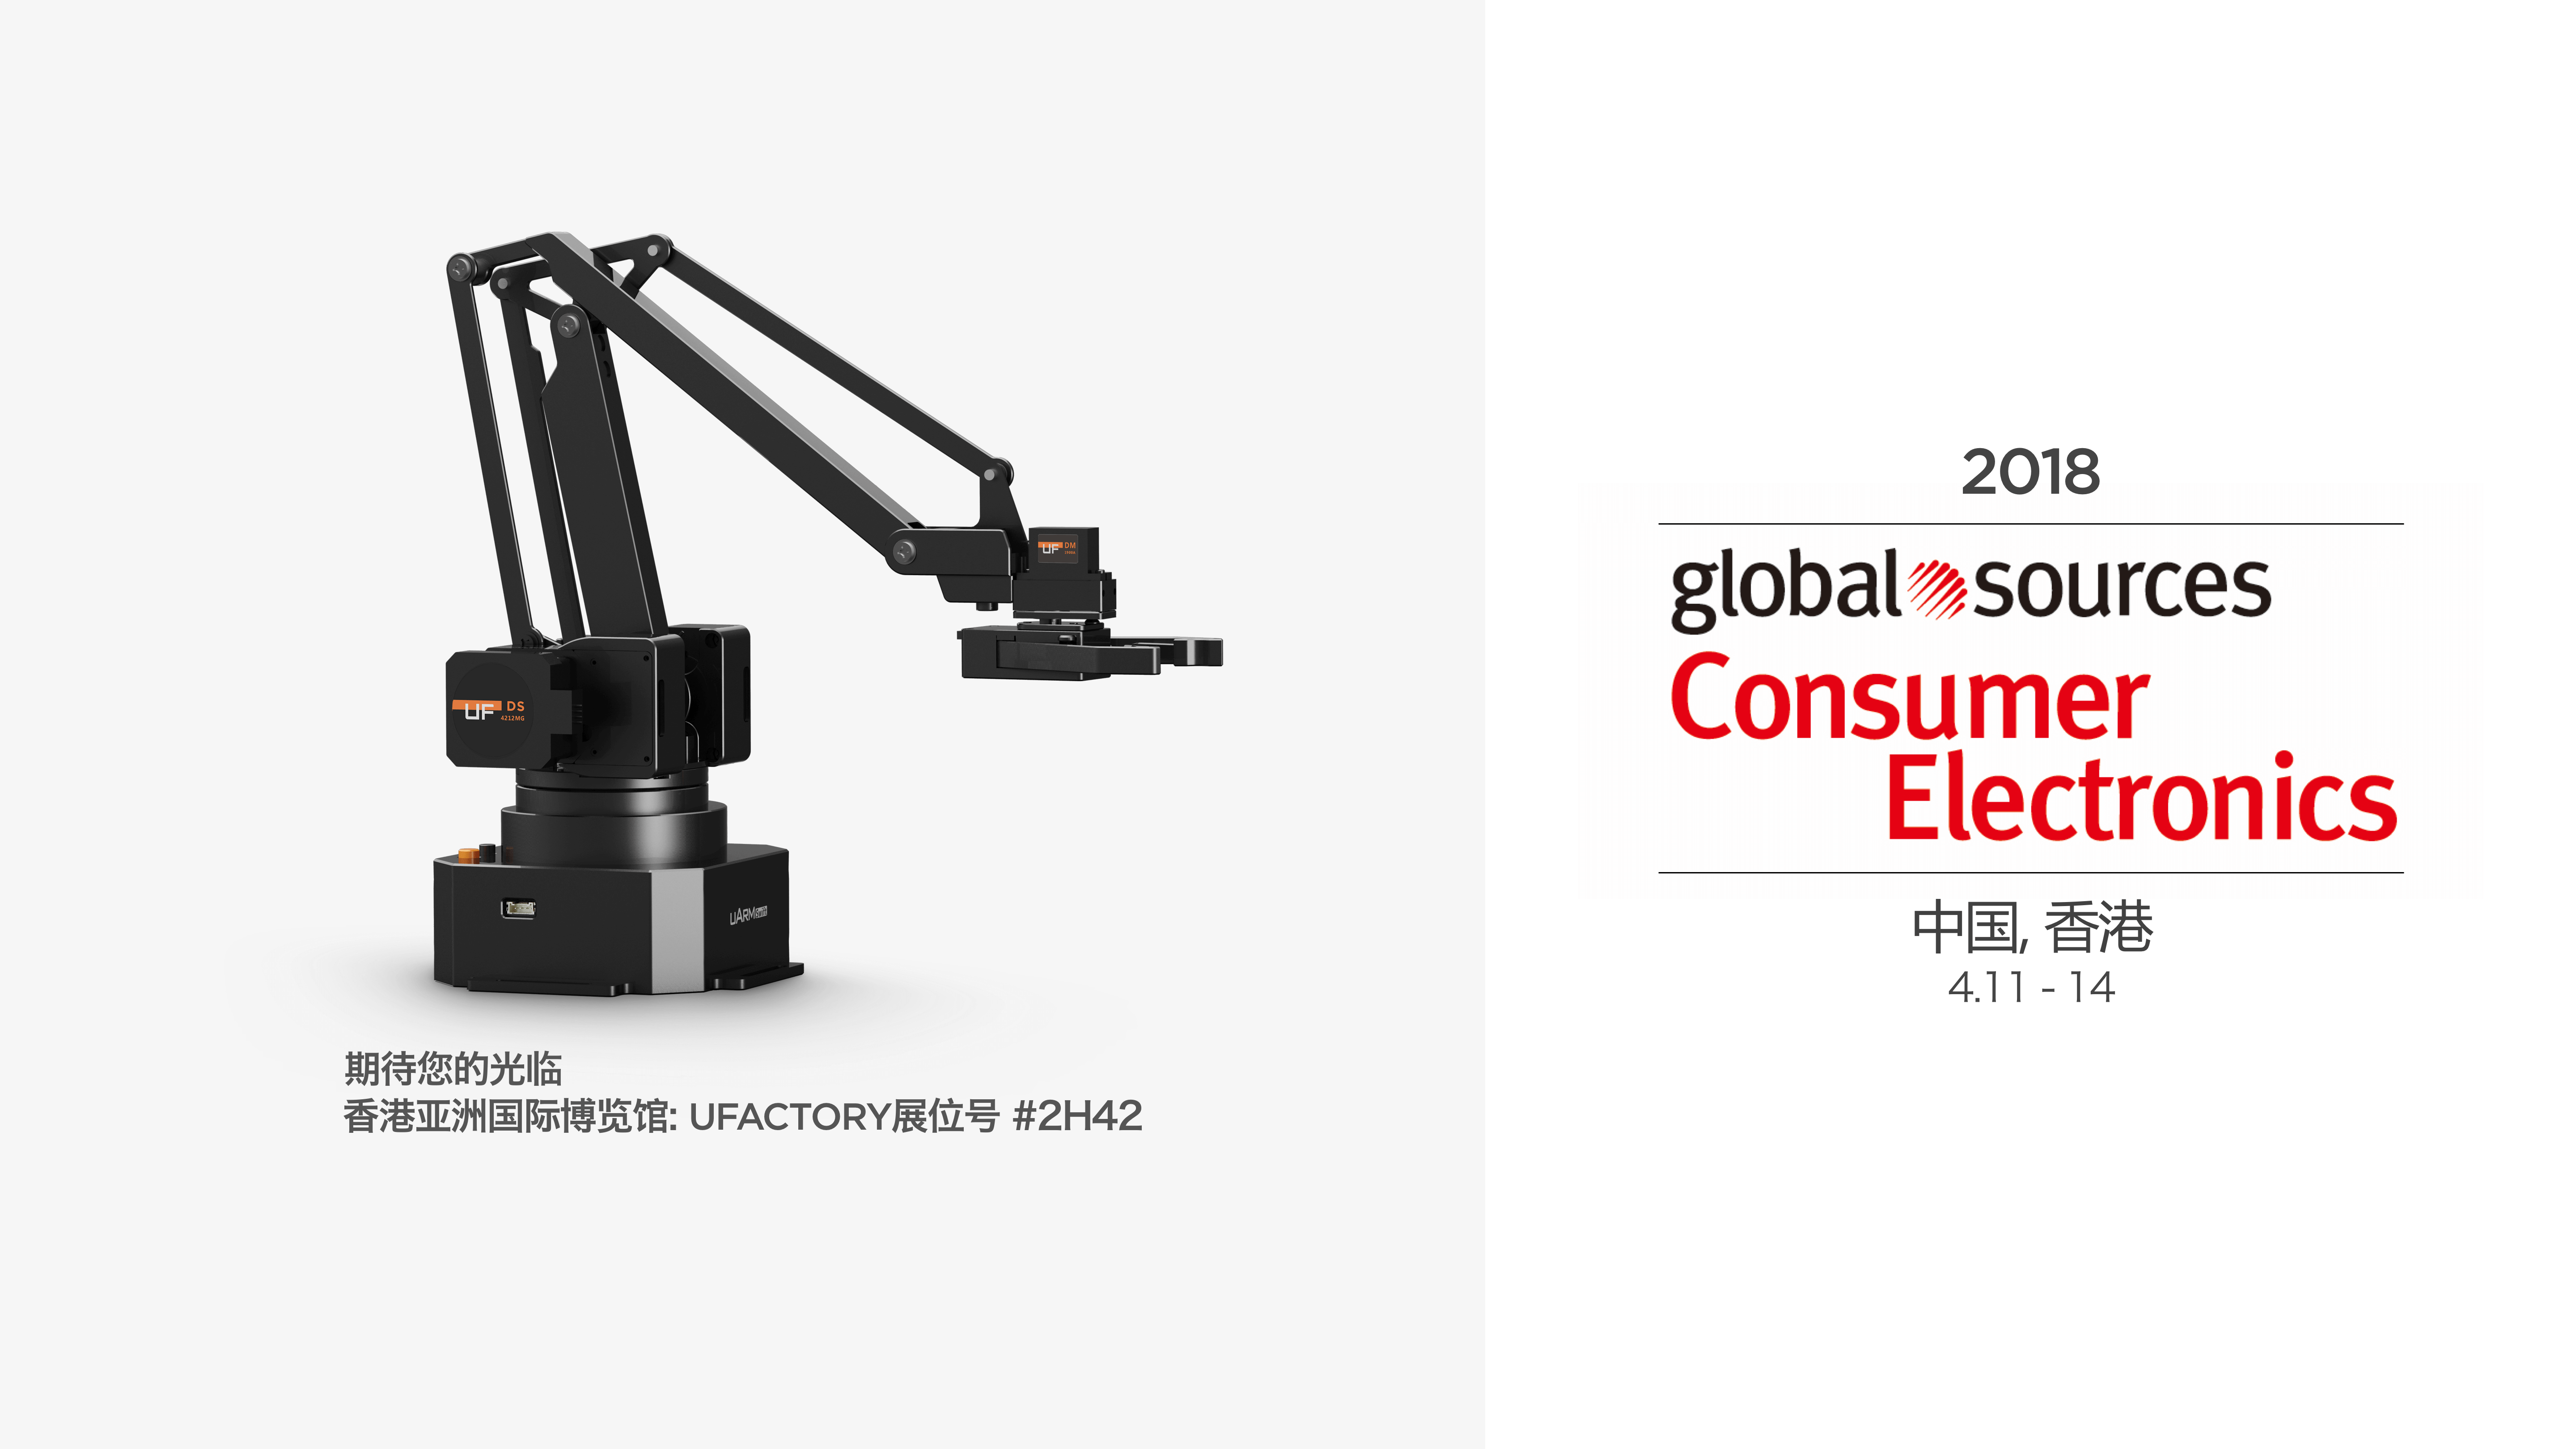 UF DM
UF DS
4212MG
uARM Swift
期待您的光临
香港亚洲国际博览馆: UFACTORY展位号 #2H42
2018
global sources
Consumer
Electronics
中国, 香港
4.11 - 14